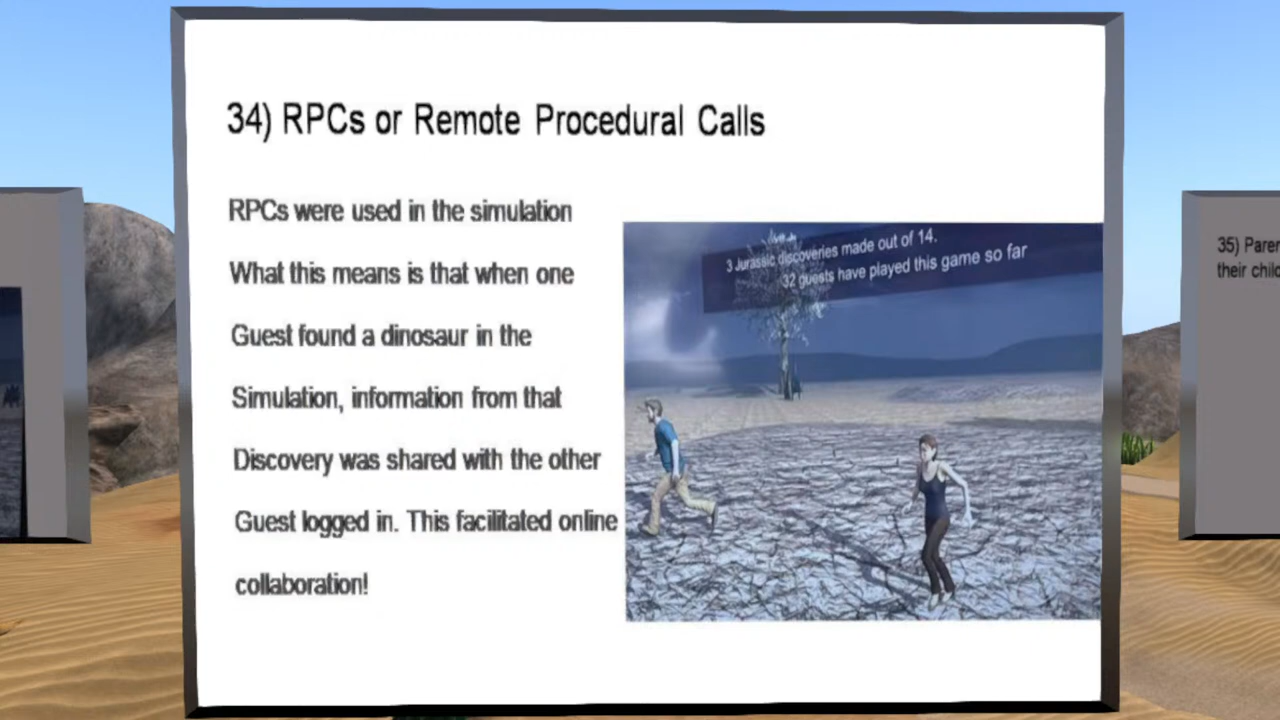 34) RPCs or Remote Procedural Calls
RPCs were used in the simulation
What this means is that when one
Guest found a dinosaur in the
Simulation, information from that
Discovery was shared with the other
Guest logged in. This facilitated online
collaboration!
3 Jurassic discoveries made out of 14.
32 guests have played this game so far
35)
their